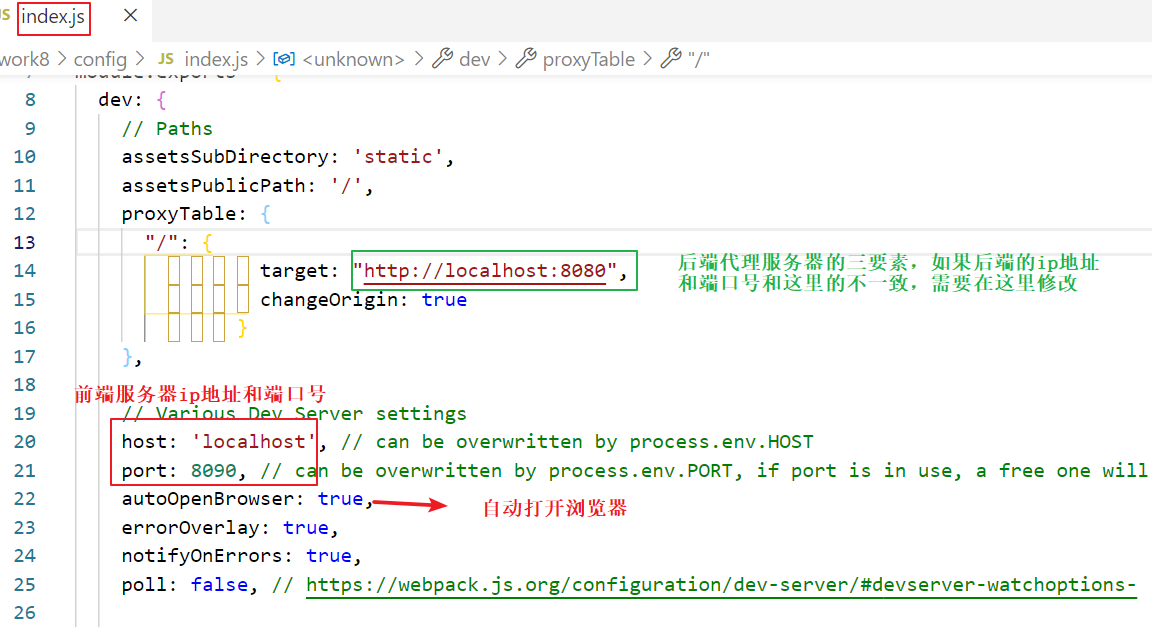 JS index.js ×
work8 > config > JS index.js > <unknown> > dev > proxyTable > "/"
7 module.exports = {
8 dev: {
9 // Paths
10 assetsSubDirectory: 'static',
11 assetsPublicPath: '/',
12 proxyTable: {
13 "/": {
14 target: "http://localhost:8080", 后端代理服务器的三要素，如果后端的ip地址
15 changeOrigin: true 和端口号和这里的不一致，需要在这里修改
16 }
17 },
18 前端服务器ip地址和端口号
19 // Various Dev Server settings
20 host: 'localhost', // can be overwritten by process.env.HOST
21 port: 8090, // can be overwritten by process.env.PORT, if port is in use, a free one will
22 autoOpenBrowser: true, 自动打开浏览器
23 errorOverlay: true,
24 notifyOnErrors: true,
25 poll: false, // https://webpack.js.org/configuration/dev-server/#devserver-watchoptions-
26